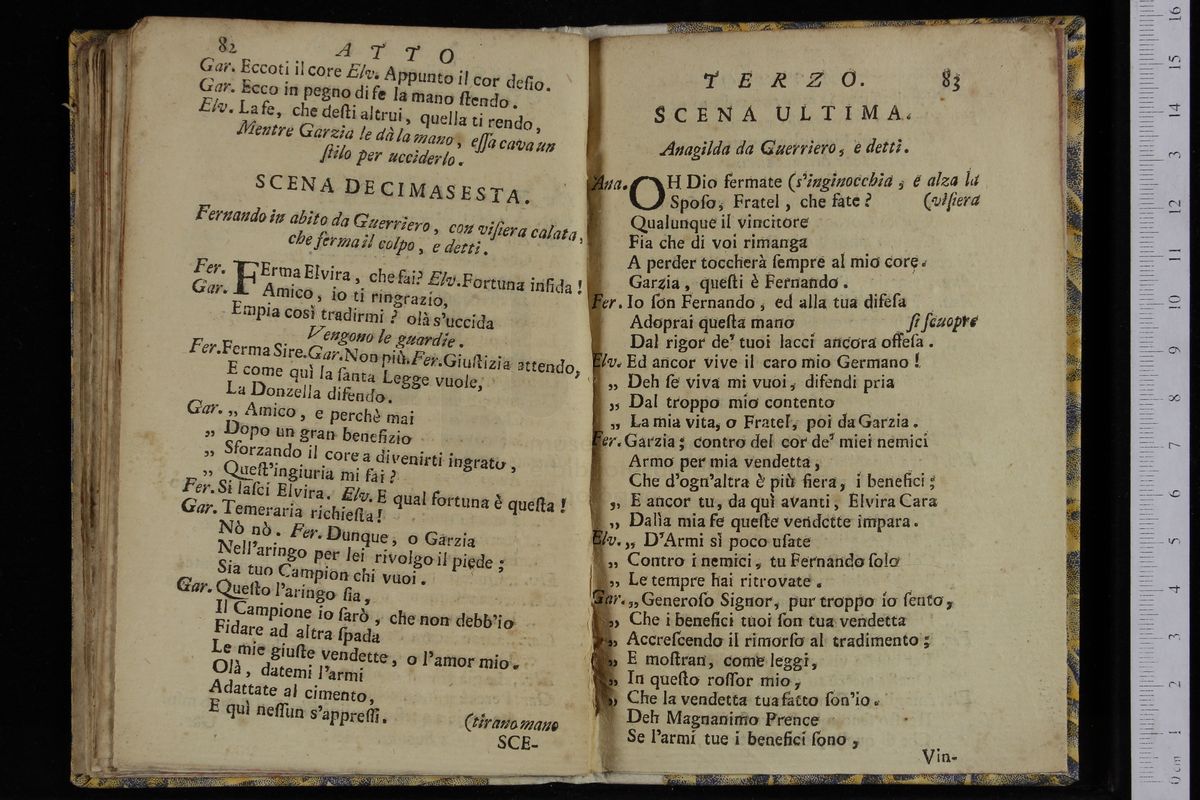 82
ATTO
Gar. Eccoti il core Elv. Appunto il cor deſio.
Gar. Ecco in pegno di fe la mano ſtendo.
Elv. La fe, che deſti altrui, quella ti rendo,
Mentre Garzia le dà la mano, eſſa cava un
ſtilo per ucciderlo.
SCENA DECIMASESTA.
Fernando in abito da Guerriero, con viſiera calata,
che ferma il colpo, e detti.
Fer. FErma Elvira, che fai? Elv. Fortuna infida!
Gar. Amico, io ti ringrazio,
Empia così tradirmi? olà s'uccida
Vengono le guardie.
Fer. Ferma Sire. Gar. Non più. Fer. Giuſtizia attendo,
E come quì la ſanta Legge vuole,
La Donzella difendo.
Gar. „ Amico, e perchè mai
„ Dopo un gran benefizio
„ Sforzando il core a divenirti ingrato,
„ Queſt'ingiuria mi fai?
Fer. Si laſci Elvira. Elv. E qual fortuna è queſta!
Gar. Temeraria richieſta!
Nò nò. Fer. Dunque, o Garzia
Nell'aringo per lei rivolgo il piede;
Sia tuo Campion chi vuoi.
Gar. Queſto l'aringo ſia,
Il Campione io ſarò, che non debb'io
Fidare ad altra ſpada
Le mie giuſte vendette, o l'amor mio.
Olà, datemi l'armi
Adattate al cimento,
E quì neſſun s'appreſſi. (tirano mano
SCE-
TERZO. 83
SCENA ULTIMA.
Anagilda da Guerriero, e detti.
Ana. OH Dio fermate (s'inginocchia, e alza la
Spoſo, Fratel, che fate? (viſiera
Qualunque il vincitore
Fia che di voi rimanga
A perder toccherà ſempre al mio core.
Garzia, queſti è Fernando.
Fer. Io ſon Fernando, ed alla tua difeſa
Adoprai queſta mano ſi ſcuopre
Dal rigor de' tuoi lacci ancora offeſa.
Elv. Ed ancor vive il caro mio Germano!
„ Deh ſe viva mi vuoi, difendi pria
„ Dal troppo mio contento
„ La mia vita, o Fratel, poi da Garzia.
Fer. Garzia; contro del cor de' miei nemici
Armo per mia vendetta,
Che d'ogn'altra è più fiera, i benefici;
„ E ancor tu, da quì avanti, Elvira Cara
„ Dalla mia fe queſte vendette impara.
Elv. „ D'Armi sì poco uſate
„ Contro i nemici, tu Fernando ſolo
„ Le tempre hai ritrovate.
Gar. „ Generoſo Signor, pur troppo io ſento,
„ Che i benefici tuoi ſon tua vendetta
„ Accreſcendo il rimorſo al tradimento;
„ E moſtran, come leggi,
„ In queſto roſſor mio,
„ Che la vendetta tua fatto ſon'io.
Deh Magnanimo Prence
Se l'armi tue i benefici ſono,
Vin-
0 cm 1 2 3 4 5 6 7 8 9 10 11 12 13 14 15 16